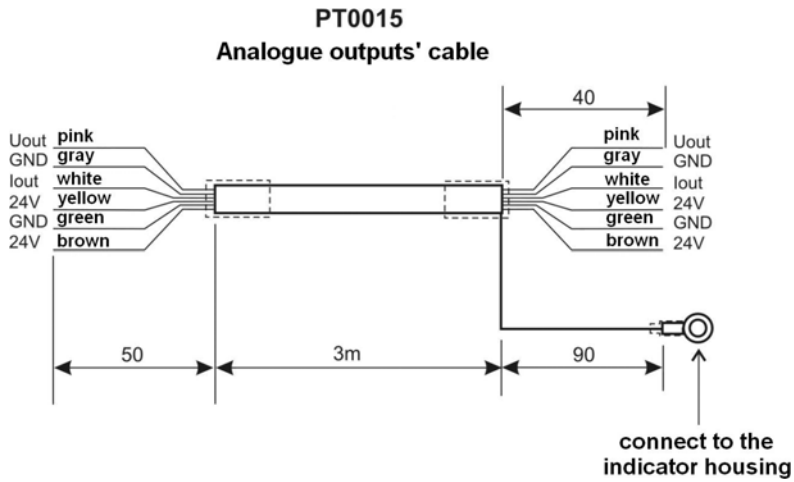 PT0015
Analogue outputs' cable
40
Uout pink
GND gray
Iout white
24V yellow
GND green
24V brown
pink Uout
gray GND
white Iout
yellow 24V
green GND
brown 24V
50
3m
90
connect to the
indicator housing